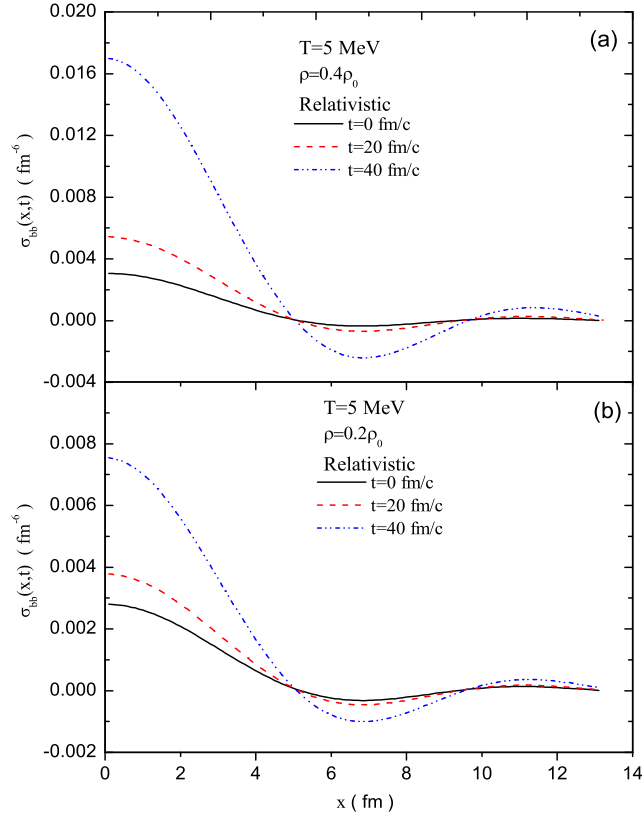 0.020
0.016
0.012
0.008
0.004
0.000
-0.004
σbb(x,t) ( fm-6)
(a)
T=5 MeV
ρ=0.4ρ0
Relativistic
t=0 fm/c
t=20 fm/c
t=40 fm/c
0.008
0.006
0.004
0.002
0.000
-0.002
σbb(x,t) ( fm-6)
(b)
T=5 MeV
ρ=0.2ρ0
Relativistic
t=0 fm/c
t=20 fm/c
t=40 fm/c
0 2 4 6 8 10 12 14
x ( fm )